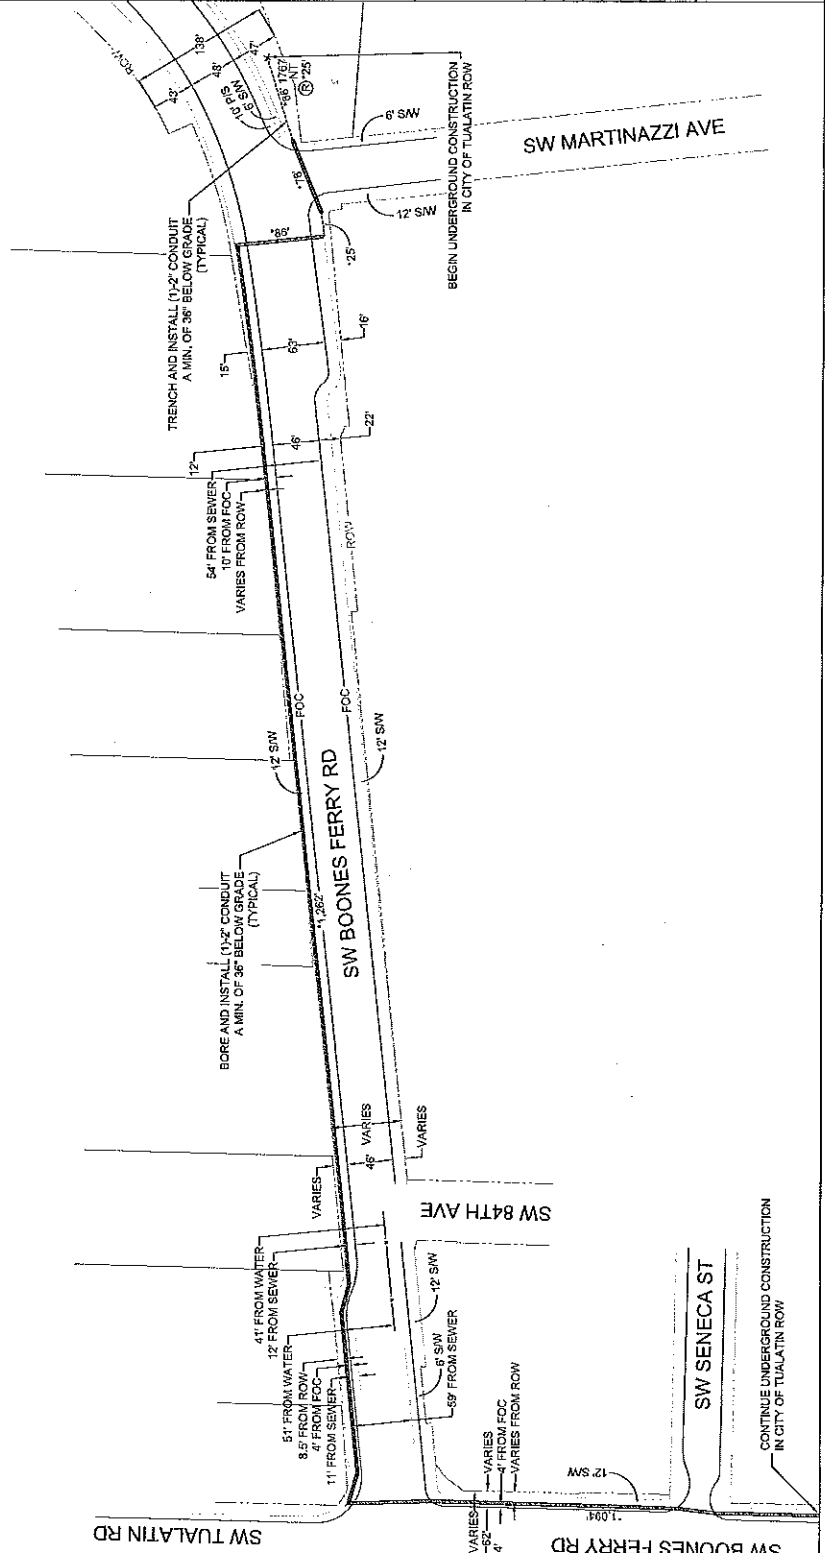 ROW
138'
43'
48'
47'
10' P/S
6' S/W
*86'
1767
NT
Ⓡ *25'
*76'
6' S/W
SW MARTINAZZI AVE
12' S/W
BEGIN UNDERGROUND CONSTRUCTION
IN CITY OF TUALATIN ROW
TRENCH AND INSTALL (1)-2" CONDUIT
A MIN. OF 36" BELOW GRADE
(TYPICAL)
*86'
*25'
15'
63'
16'
12'
46'
22'
54' FROM SEWER
10' FROM FOC
VARIES FROM ROW
ROW
FOC
FOC
12' S/W
12' S/W
SW BOONES FERRY RD
BORE AND INSTALL (1)-2" CONDUIT
A MIN. OF 36" BELOW GRADE
(TYPICAL)
*1,262'
VARIES
VARIES
46'
VARIES
SW 84TH AVE
41' FROM WATER
12' FROM SEWER
51' FROM WATER
8.5' FROM ROW
4' FROM FOC
11' FROM SEWER
12' S/W
6' S/W
59' FROM SEWER
SW TUALATIN RD
VARIES
4' FROM FOC
VARIES FROM ROW
VARIES
62'
4'
12' S/W
*1,094'
SW SENECA ST
SW BOONES FERRY RD
CONTINUE UNDERGROUND CONSTRUCTION
IN CITY OF TUALATIN ROW